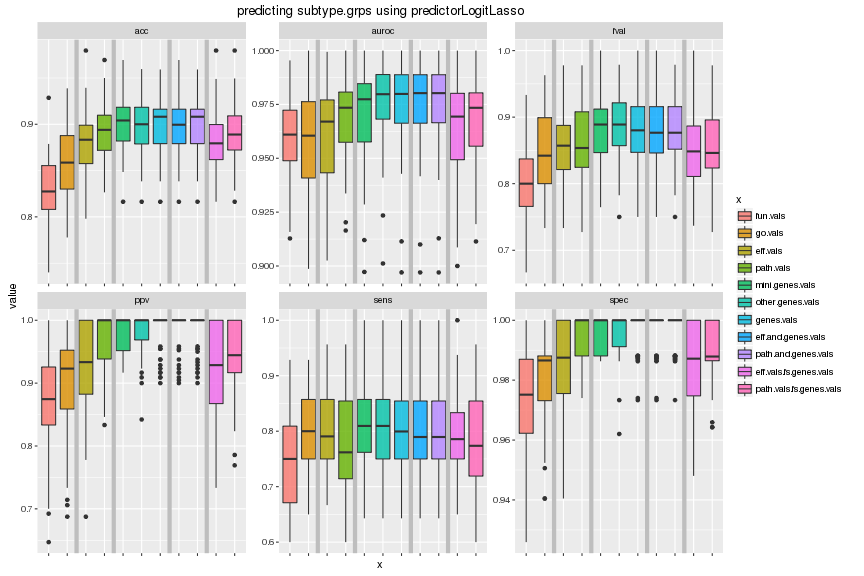 predicting subtype.grps using predictorLogitLasso
acc
auroc
fval
0.9
0.8
1.000
0.975
0.950
0.925
0.900
1.0
0.9
0.8
0.7
value
ppv
sens
spec
1.0
0.9
0.8
0.7
1.0
0.9
0.8
0.7
0.6
1.00
0.98
0.96
0.94
x
x
fun.vals
go.vals
eff.vals
path.vals
mini.genes.vals
other.genes.vals
genes.vals
eff.and.genes.vals
path.and.genes.vals
eff.vals.fs.genes.vals
path.vals.fs.genes.vals